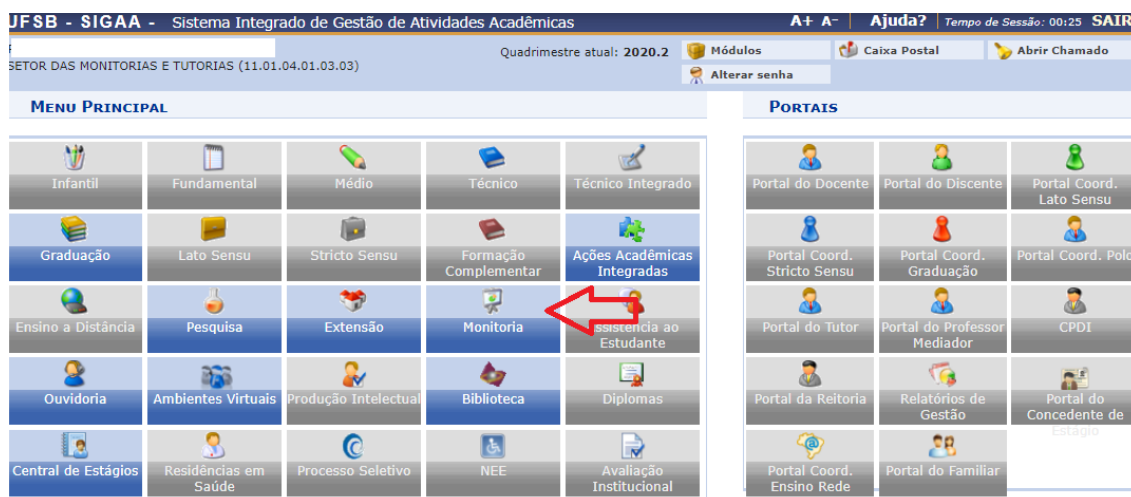 UFSB - SIGAA - Sistema Integrado de Gestão de Atividades Acadêmicas
A+ A-
Ajuda?
Tempo de Sessão: 00:25
SAIR
SETOR DAS MONITORIAS E TUTORIAS (11.01.04.01.03.03)
Quadrimestre atual: 2020.2
Módulos
Caixa Postal
Abrir Chamado
Alterar senha
MENU PRINCIPAL
Infantil
Fundamental
Médio
Técnico
Técnico Integrado
Graduação
Lato Sensu
Stricto Sensu
Formação
Complementar
Ações Acadêmicas
Integradas
Ensino a Distância
Pesquisa
Extensão
Monitoria
Assistência ao
Estudante
Ouvidoria
Ambientes Virtuais
Produção Intelectual
Biblioteca
Diplomas
Central de Estágios
Residências em
Saúde
Processo Seletivo
NEE
Avaliação
Institucional
PORTAIS
Portal do Docente
Portal do Discente
Portal Coord.
Lato Sensu
Portal Coord.
Stricto Sensu
Portal Coord.
Graduação
Portal Coord. Polo
Portal do Tutor
Portal do Professor
Mediador
CPDI
Portal da Reitoria
Relatórios de
Gestão
Portal do
Concedente de
Estágio
Portal Coord.
Ensino Rede
Portal do Familiar